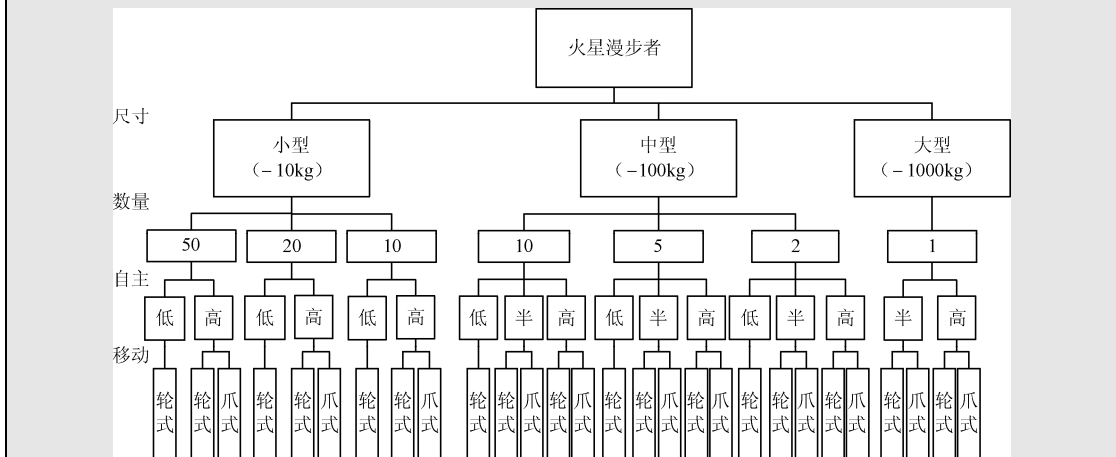 火星漫步者
尺寸
小型
（－10kg）
中型
（－100kg）
大型
（－1000kg）
数量
50
20
10
10
5
2
1
自主
低
高
低
高
低
高
低
半
高
低
半
高
低
半
高
半
高
移动
轮式
轮式
爪式
轮式
轮式
爪式
轮式
轮式
爪式
轮式
轮式
爪式
轮式
爪式
轮式
轮式
爪式
轮式
爪式
轮式
轮式
爪式
轮式
爪式
轮式
爪式
轮式
爪式